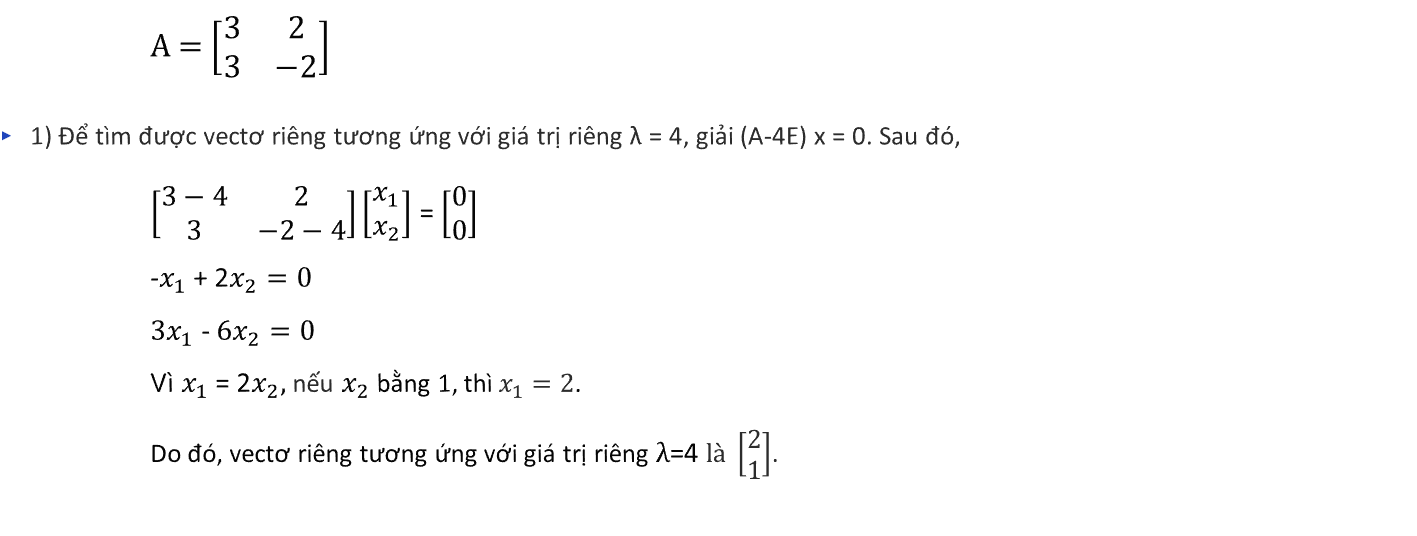 A = [3 2
3 −2]
▸ 1) Để tìm được vectơ riêng tương ứng với giá trị riêng λ = 4, giải (A-4E) x = 0. Sau đó,
[3 − 4 2
3 −2 − 4] [x₁
x₂] = [0
0]
-x₁ + 2x₂ = 0
3x₁ - 6x₂ = 0
Vì x₁ = 2x₂, nếu x₂ bằng 1, thì x₁ = 2.
Do đó, vectơ riêng tương ứng với giá trị riêng λ=4 là [2
1].